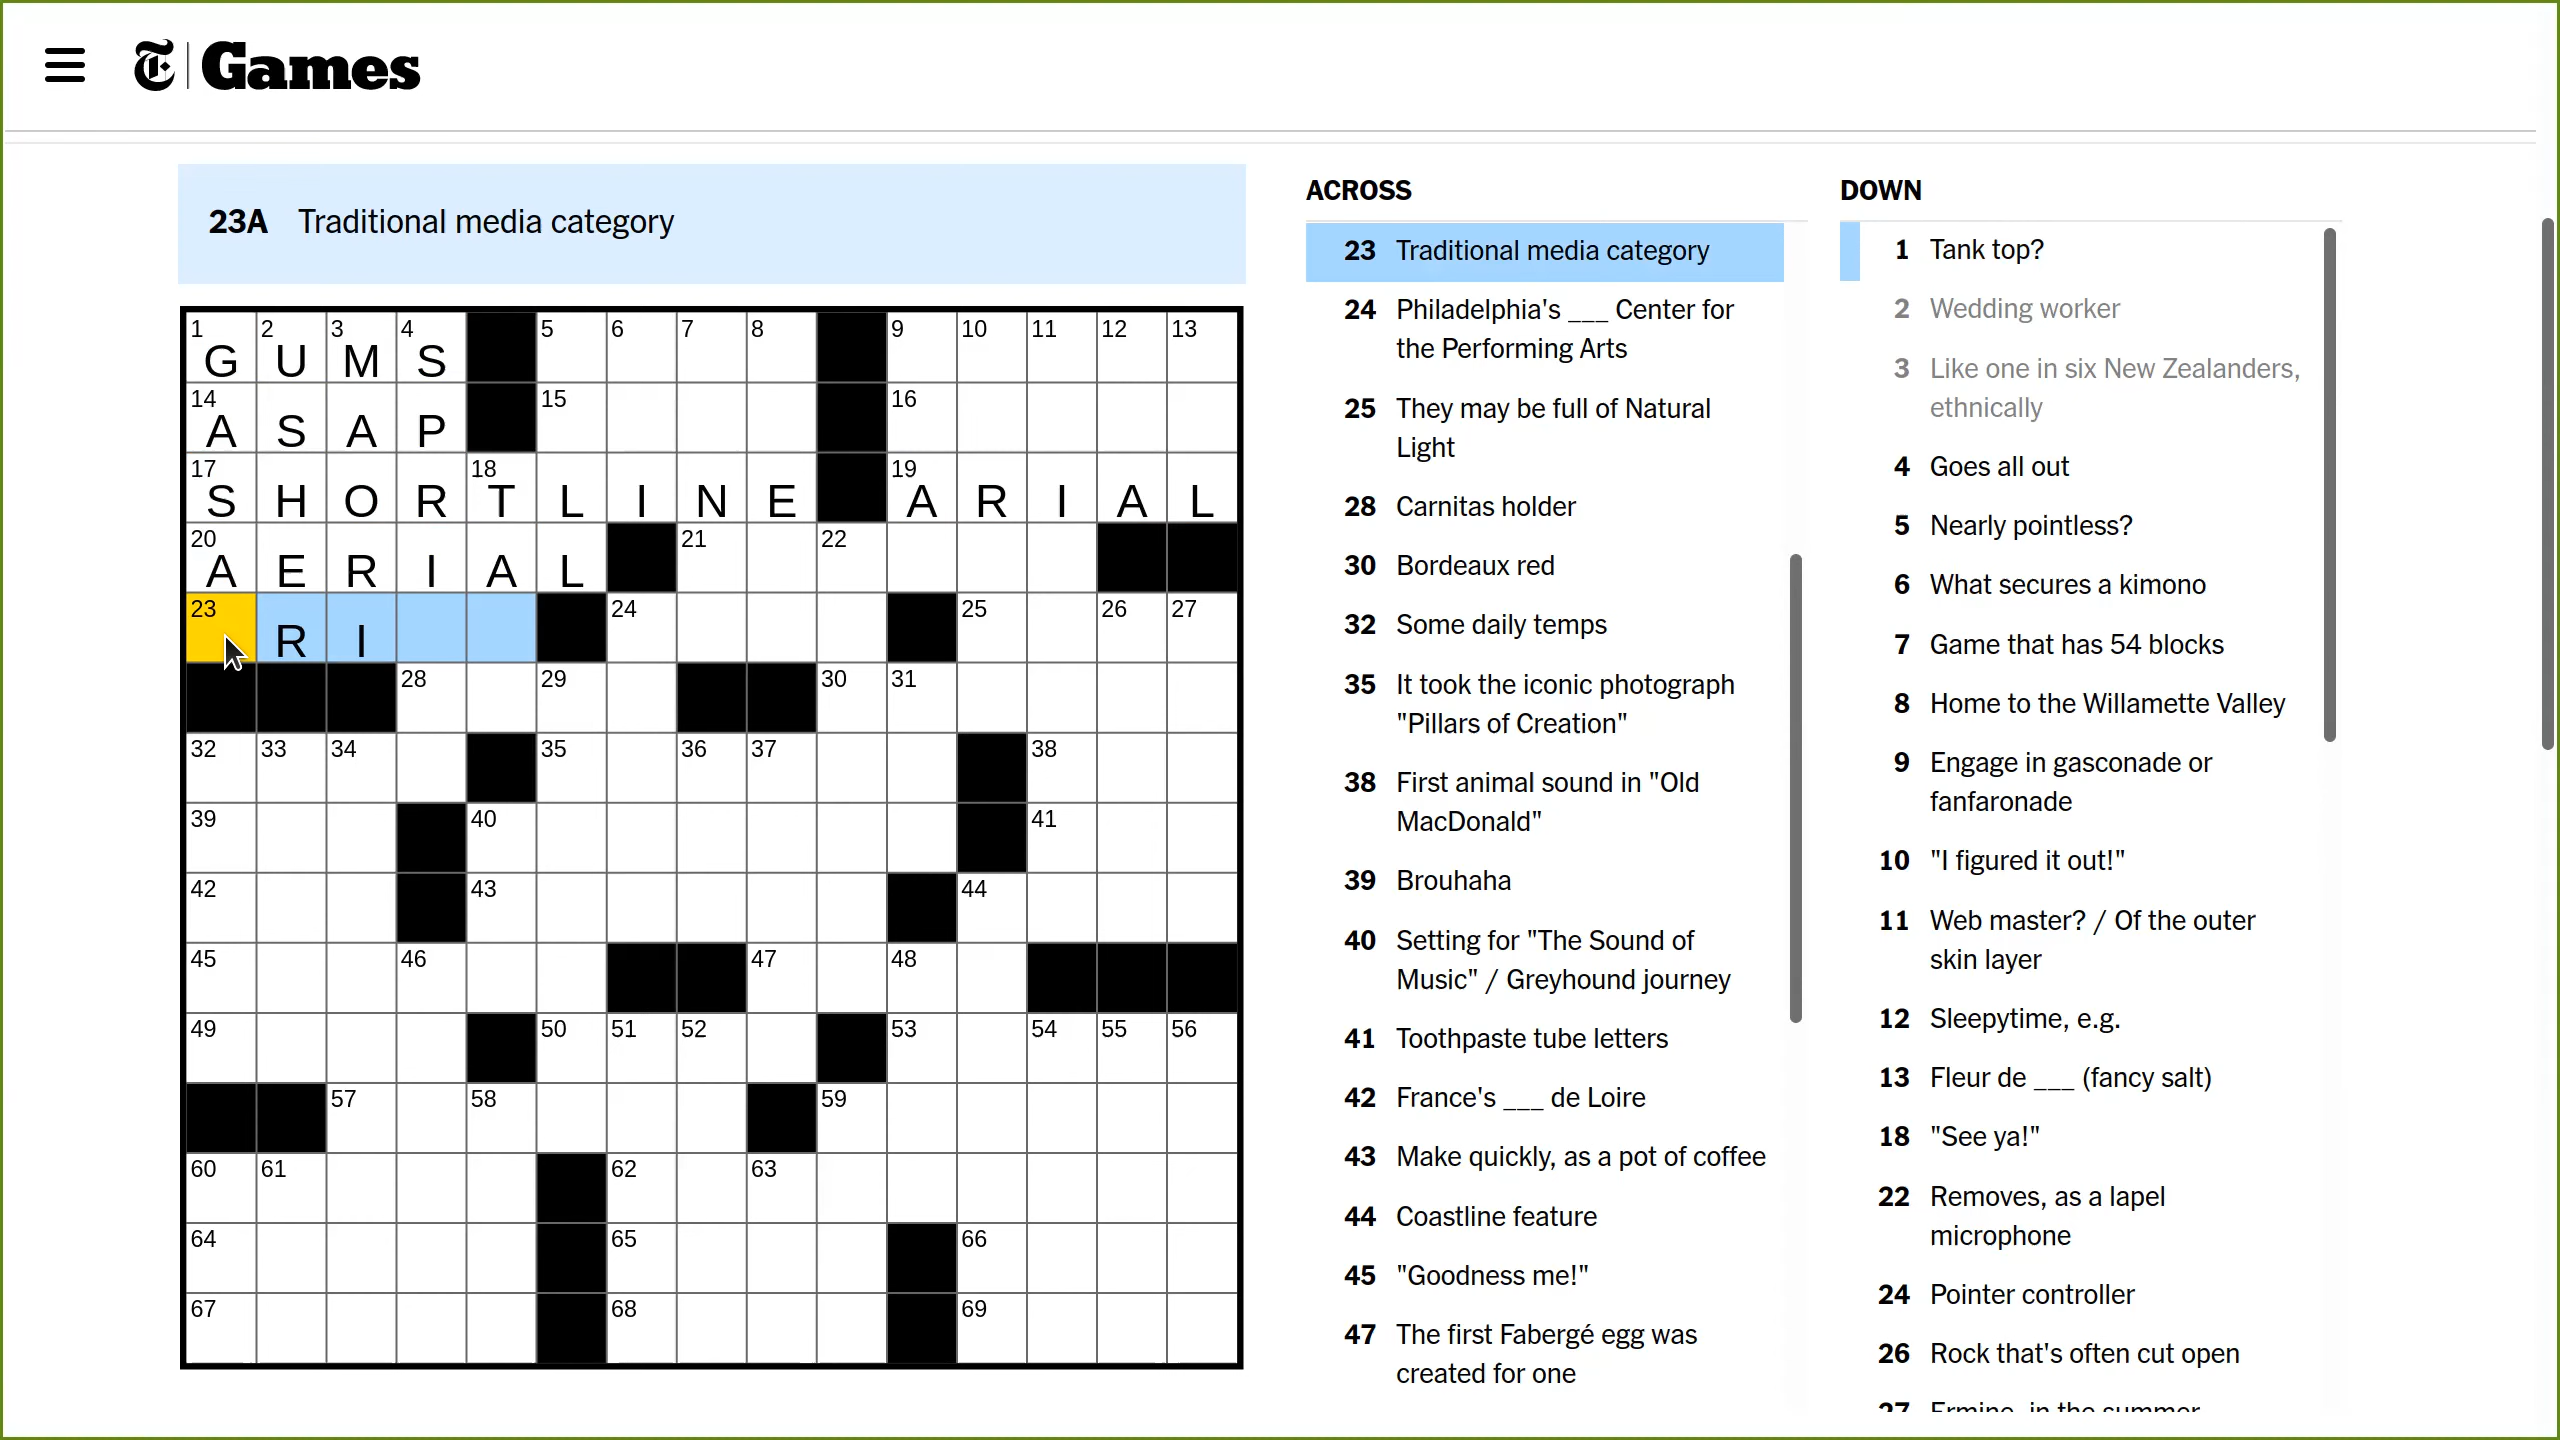 T Games
23A Traditional media category
1 2 3 4 5 6 7 8 9 10 11 12 13
G U M S
14 15 16
A S A P
17 18 19
S H O R T L I N E A R I A L
20 21 22
A E R I A L
23 24 25 26 27
R I
28 29 30 31
32 33 34 35 36 37 38
39 40 41
42 43 44
45 46 47 48
49 50 51 52 53 54 55 56
57 58 59
60 61 62 63
64 65 66
67 68 69
ACROSS
23 Traditional media category
24 Philadelphia's ___ Center for
the Performing Arts
25 They may be full of Natural
Light
28 Carnitas holder
30 Bordeaux red
32 Some daily temps
35 It took the iconic photograph
"Pillars of Creation"
38 First animal sound in "Old
MacDonald"
39 Brouhaha
40 Setting for "The Sound of
Music" / Greyhound journey
41 Toothpaste tube letters
42 France's ___ de Loire
43 Make quickly, as a pot of coffee
44 Coastline feature
45 "Goodness me!"
47 The first Fabergé egg was
created for one
DOWN
1 Tank top?
2 Wedding worker
3 Like one in six New Zealanders,
ethnically
4 Goes all out
5 Nearly pointless?
6 What secures a kimono
7 Game that has 54 blocks
8 Home to the Willamette Valley
9 Engage in gasconade or
fanfaronade
10 "I figured it out!"
11 Web master? / Of the outer
skin layer
12 Sleepytime, e.g.
13 Fleur de ___ (fancy salt)
18 "See ya!"
22 Removes, as a lapel
microphone
24 Pointer controller
26 Rock that's often cut open
27 Ermine, in the summer